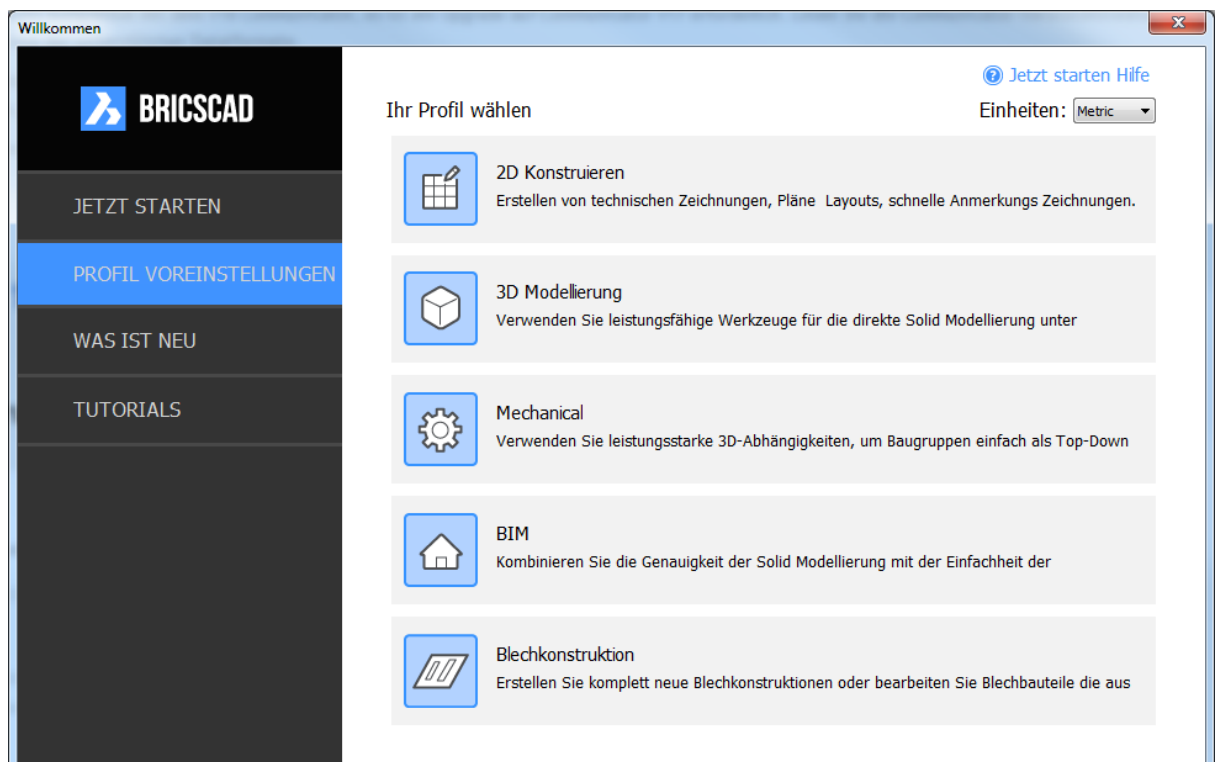 Willkommen
BRICSCAD
JETZT STARTEN
PROFIL VOREINSTELLUNGEN
WAS IST NEU
TUTORIALS
Jetzt starten Hilfe
Ihr Profil wählen
Einheiten: Metric
2D Konstruieren
Erstellen von technischen Zeichnungen, Pläne Layouts, schnelle Anmerkungs Zeichnungen.
3D Modellierung
Verwenden Sie leistungsfähige Werkzeuge für die direkte Solid Modellierung unter
Mechanical
Verwenden Sie leistungsstarke 3D-Abhängigkeiten, um Baugruppen einfach als Top-Down
BIM
Kombinieren Sie die Genauigkeit der Solid Modellierung mit der Einfachheit der
Blechkonstruktion
Erstellen Sie komplett neue Blechkonstruktionen oder bearbeiten Sie Blechbauteile die aus